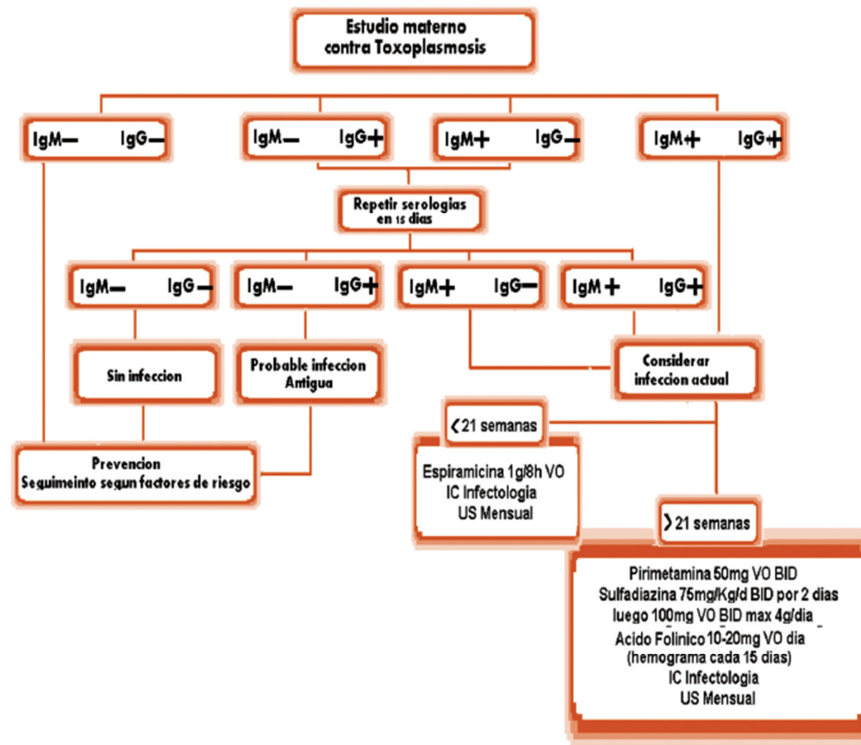 Estudio materno
contra Toxoplasmosis
IgM– IgG–
IgM– IgG+
IgM+ IgG–
IgM+ IgG+
Repetir serologias
en 15 dias
IgM– IgG–
IgM– IgG+
IgM+ IgG–
IgM+ IgG+
Sin infeccion
Probable infeccion
Antigua
Considerar
infeccion actual
Prevencion
Seguimeinto segun factores de riesgo
<21 semanas
Espiramicina 1g/8h VO
IC Infectologia
US Mensual
>21 semanas
Pirimetamina 50mg VO BID
Sulfadiazina 75mg/Kg/d BID por 2 dias
luego 100mg VO BID max 4g/dia
Acido Folinico 10-20mg VO dia
(hemograma cada 15 dias)
IC Infectologia
US Mensual